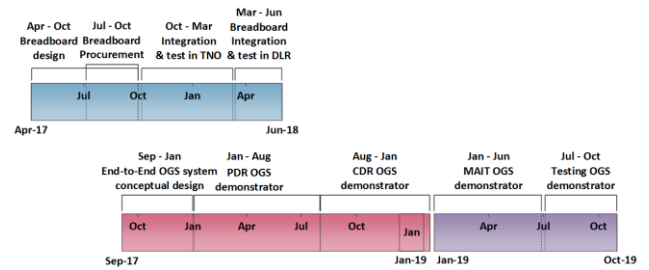 Apr - Oct
Breadboard
design
Jul - Oct
Breadboard
Procurement
Oct - Mar
Integration
& test in TNO
Mar - Jun
Breadboard
Integration
& test in DLR
Jul
Oct
Jan
Apr
Apr-17
Jun-18
Sep - Jan
End-to-End OGS system
conceptual design
Jan - Aug
PDR OGS
demonstrator
Aug - Jan
CDR OGS
demonstrator
Jan - Jun
MAIT OGS
demonstrator
Jul - Oct
Testing OGS
demonstrator
Oct
Jan
Apr
Jul
Oct
Jan
Apr
Jul
Oct
Sep-17
Jan-19
Jan-19
Oct-19